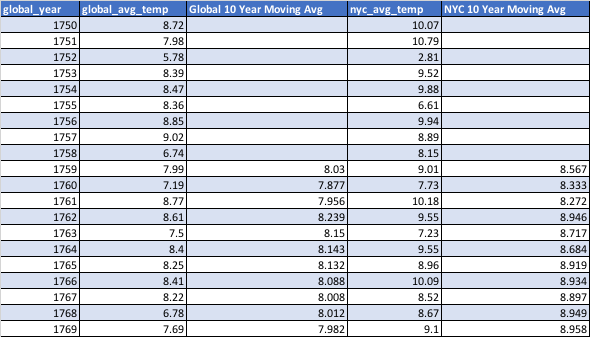 global_year global_avg_temp Global 10 Year Moving Avg nyc_avg_temp NYC 10 Year Moving Avg
1750 8.72 10.07
1751 7.98 10.79
1752 5.78 2.81
1753 8.39 9.52
1754 8.47 9.88
1755 8.36 6.61
1756 8.85 9.94
1757 9.02 8.89
1758 6.74 8.15
1759 7.99 8.03 9.01 8.567
1760 7.19 7.877 7.73 8.333
1761 8.77 7.956 10.18 8.272
1762 8.61 8.239 9.55 8.946
1763 7.5 8.15 7.23 8.717
1764 8.4 8.143 9.55 8.684
1765 8.25 8.132 8.96 8.919
1766 8.41 8.088 10.09 8.934
1767 8.22 8.008 8.52 8.897
1768 6.78 8.012 8.67 8.949
1769 7.69 7.982 9.1 8.958